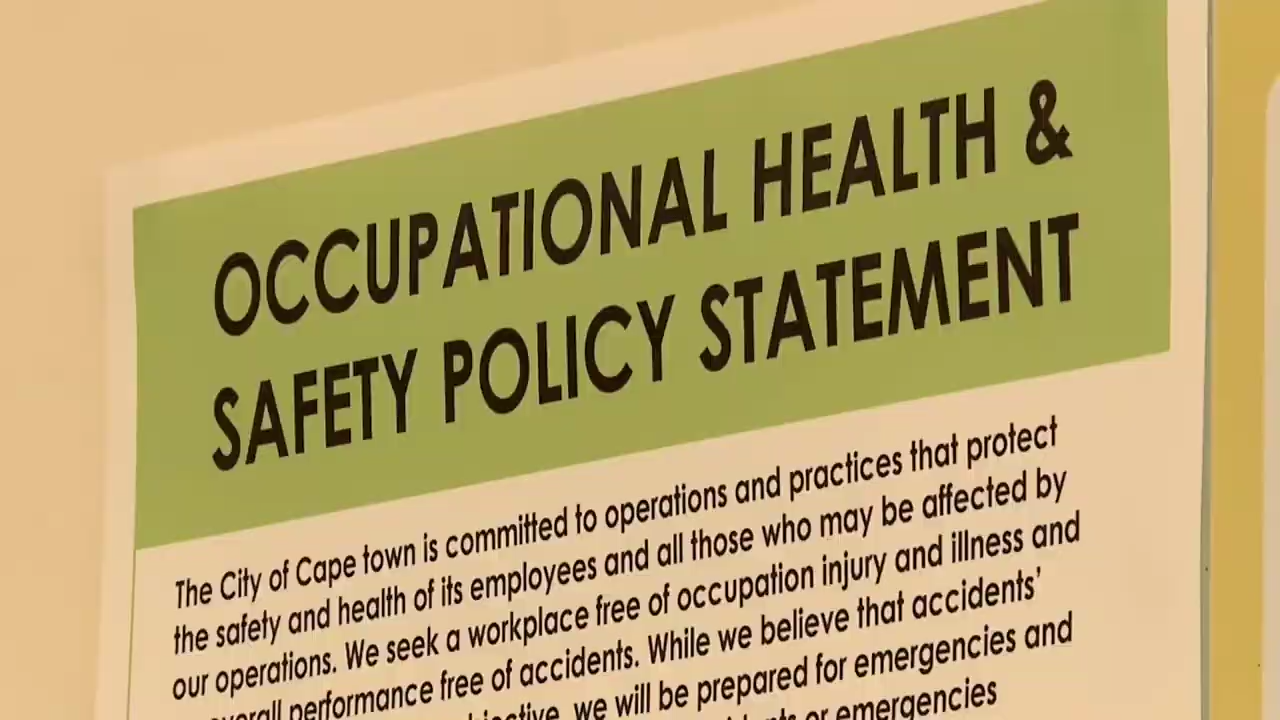 OCCUPATIONAL HEALTH &
SAFETY POLICY STATEMENT
The City of Cape town is committed to operations and practices that protect
the safety and health of its employees and all those who may be affected by
our operations. We seek a workplace free of occupation injury and illness and
performance free of accidents. While we believe that accidents’
we will be prepared for emergencies and
or emergencies